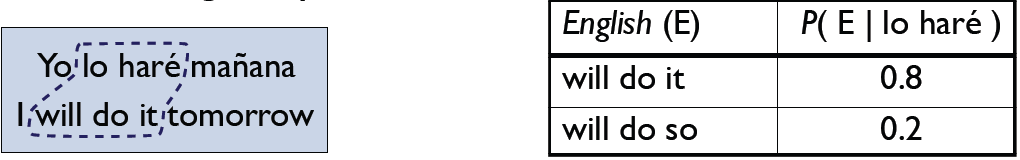 Yo lo haré mañana
I will do it tomorrow
English (E) P( E | lo haré )
will do it 0.8
will do so 0.2